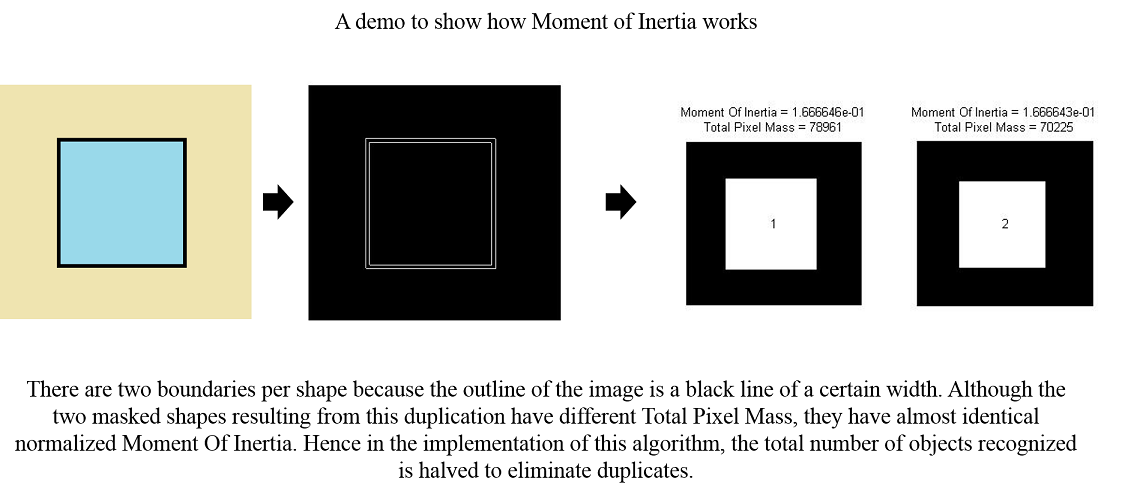 A demo to show how Moment of Inertia works
Moment Of Inertia = 1.666646e-01
Total Pixel Mass = 78961
Moment Of Inertia = 1.666643e-01
Total Pixel Mass = 70225
1
2
There are two boundaries per shape because the outline of the image is a black line of a certain width. Although the
two masked shapes resulting from this duplication have different Total Pixel Mass, they have almost identical
normalized Moment Of Inertia. Hence in the implementation of this algorithm, the total number of objects recognized
is halved to eliminate duplicates.